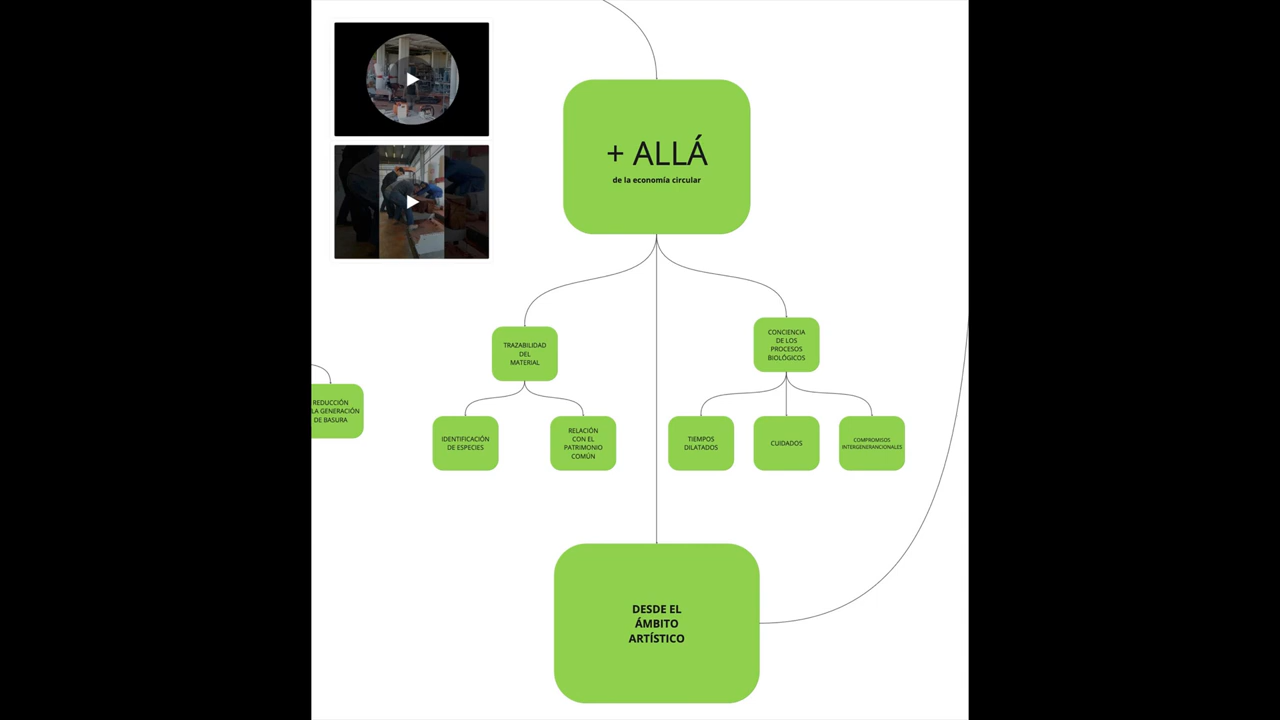 + ALLÁ
de la economía circular
TRAZABILIDAD
DEL
MATERIAL
CONCIENCIA
DE LOS
PROCESOS
BIOLÓGICOS
REDUCCIÓN
LA GENERACIÓN
DE BASURA
IDENTIFICACIÓN
DE ESPECIES
RELACIÓN
CON EL
PATRIMONIO
COMÚN
TIEMPOS
DILATADOS
CUIDADOS
COMPROMISOS
INTERGENERANCIONALES
DESDE EL
ÁMBITO
ARTÍSTICO